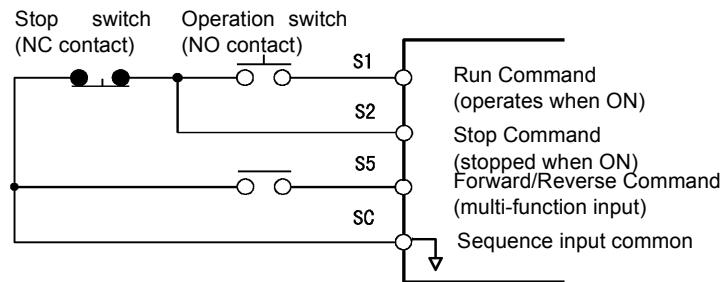 Stop switch
(NC contact)
Operation switch
(NO contact)
S1
Run Command
(operates when ON)
S2
Stop Command
(stopped when ON)
S5
Forward/Reverse Command
(multi-function input)
SC
Sequence input common